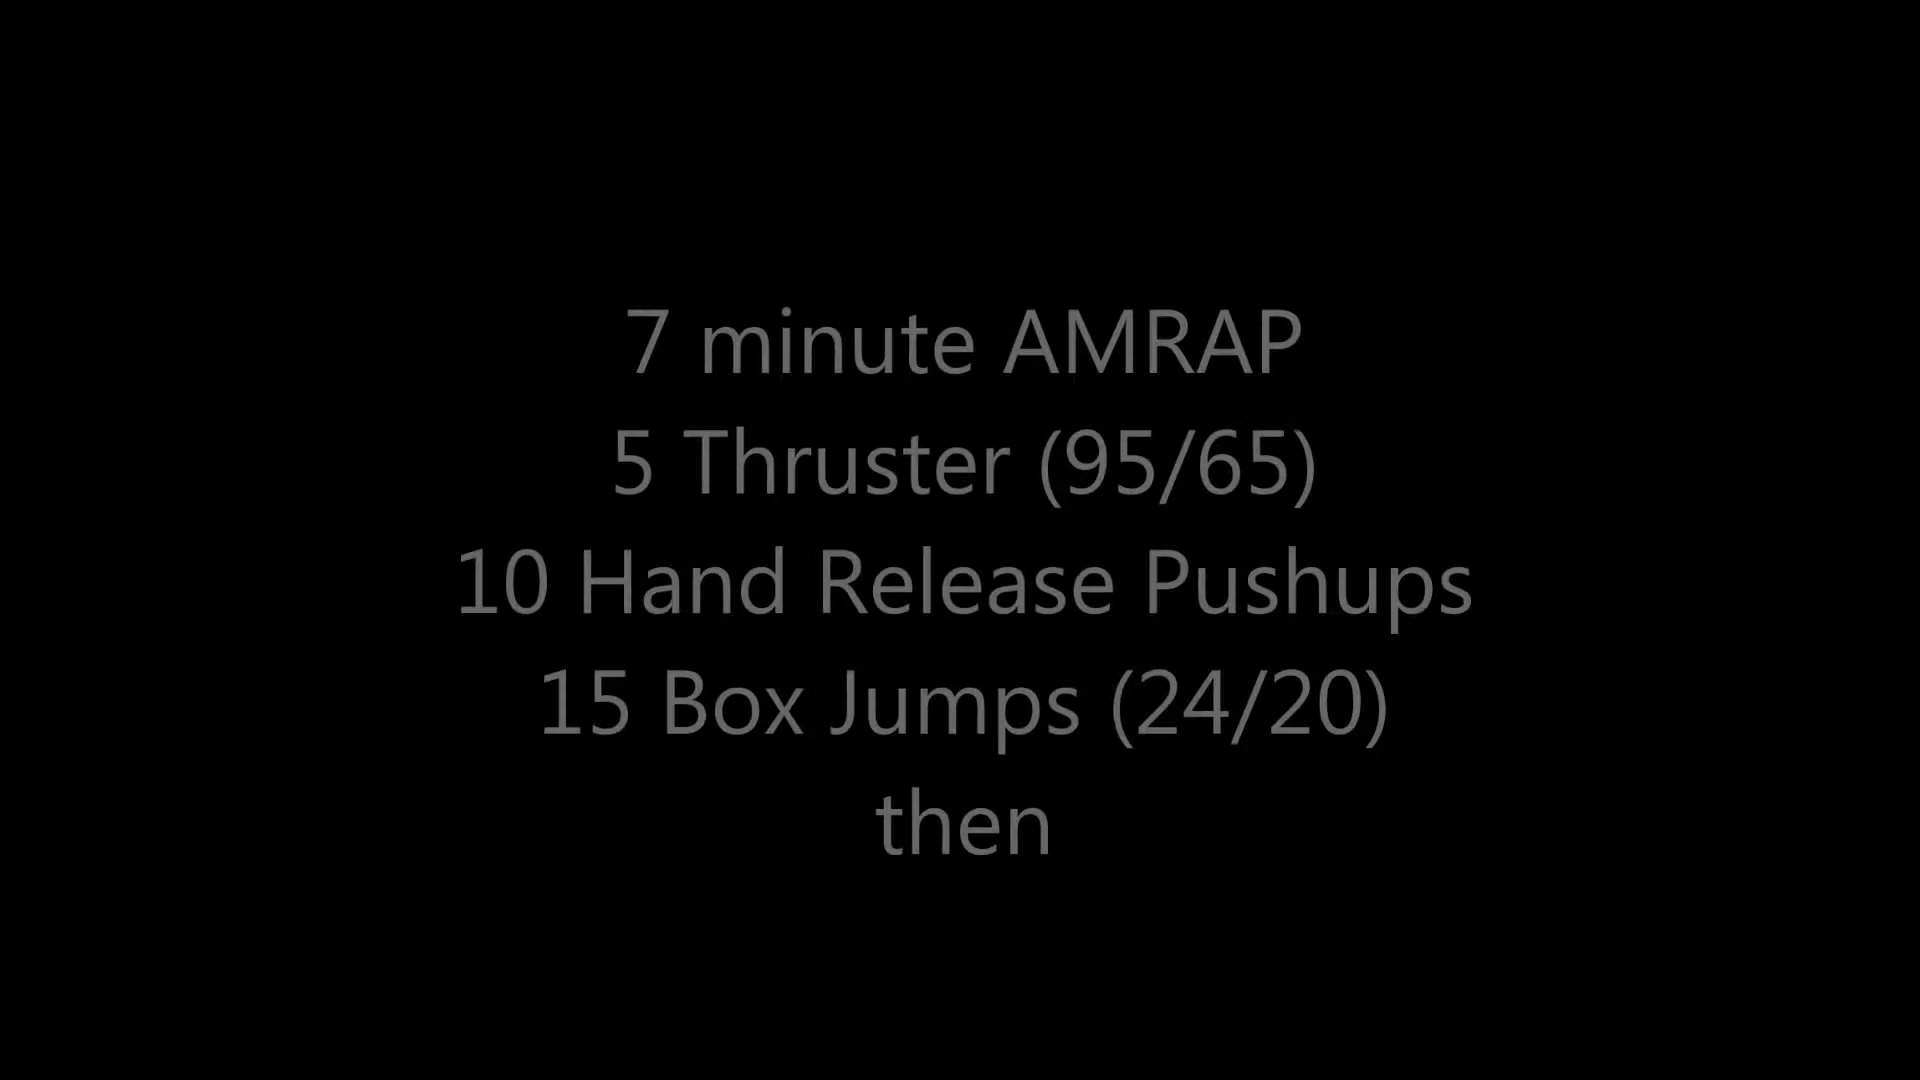 7 minute AMRAP
5 Thruster (95/65)
10 Hand Release Pushups
15 Box Jumps (24/20)
then